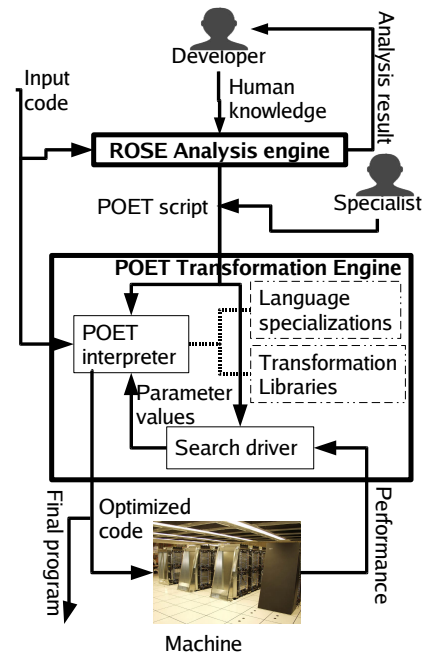 Developer
Analysis result
Input
code
Human
knowledge
ROSE Analysis engine
POET script
Specialist
POET Transformation Engine
Language
specializations
POET
interpreter
Transformation
Libraries
Parameter
values
Search driver
Final program
Optimized
code
Performance
Machine